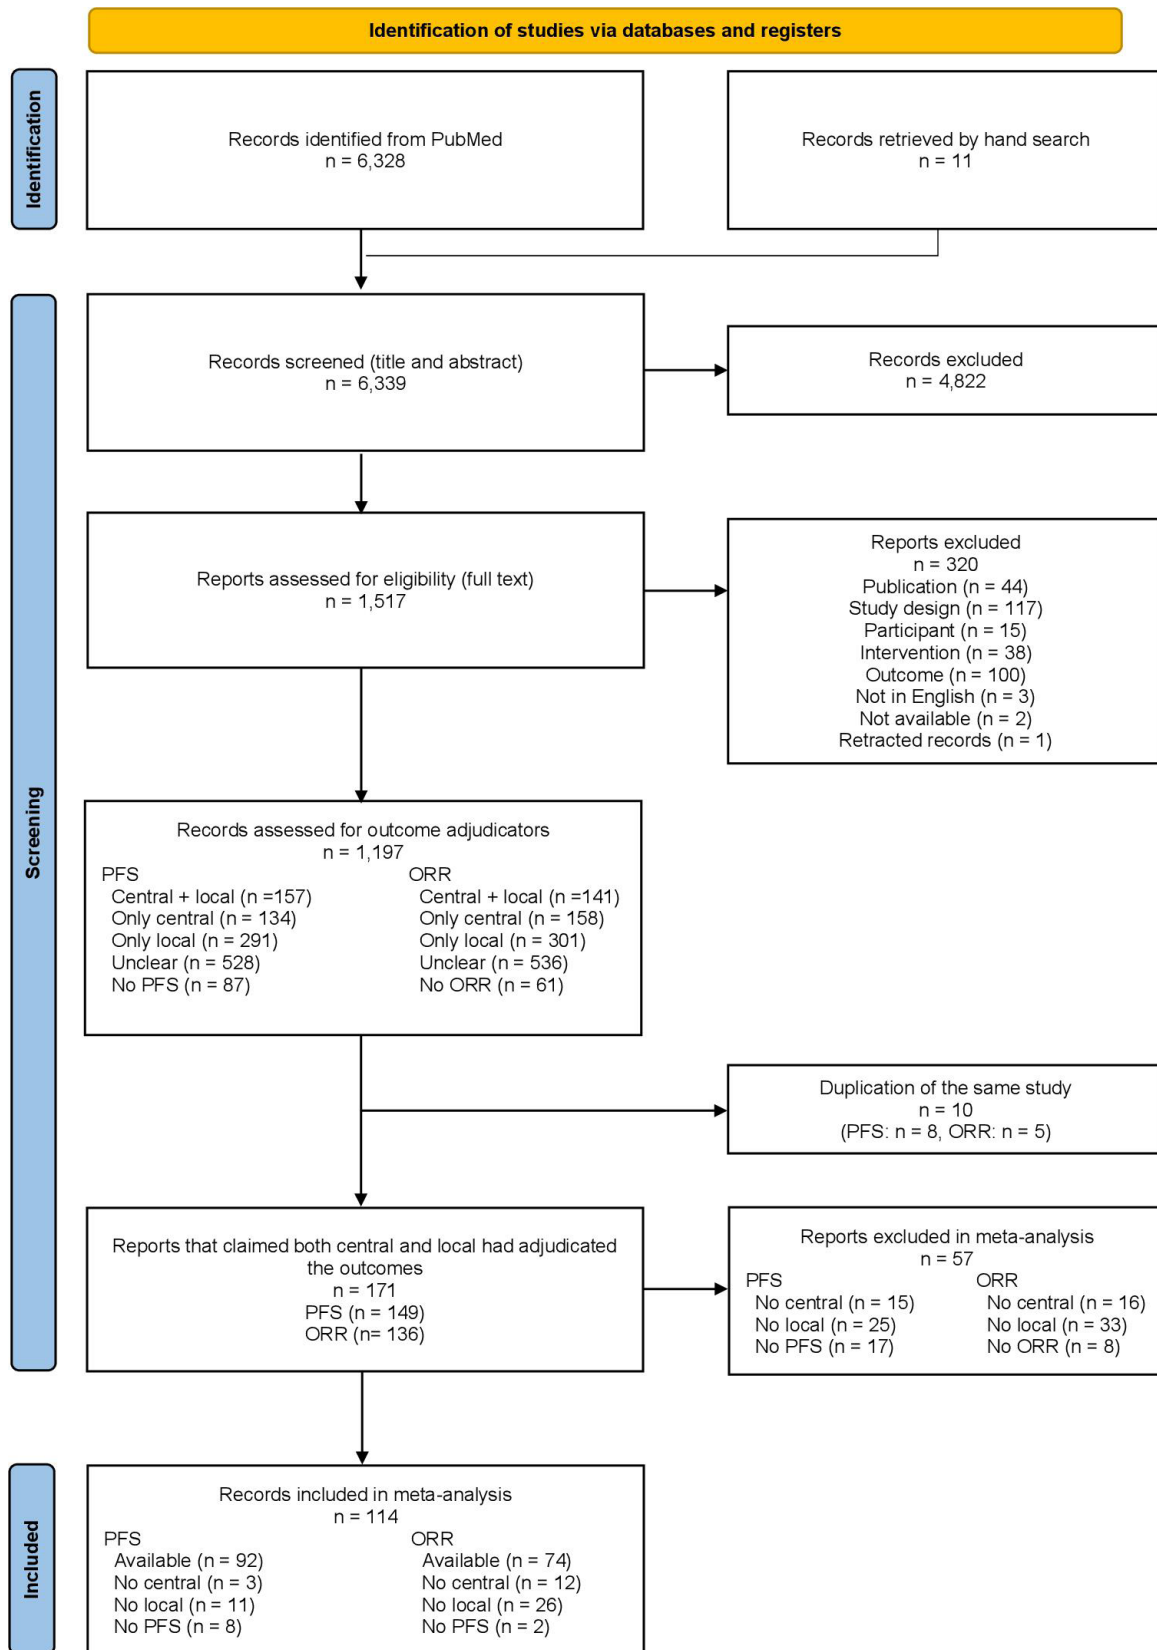 Identification of studies via databases and registers
Identification
Records identified from PubMed
n = 6,328
Records retrieved by hand search
n = 11
Screening
Records screened (title and abstract)
n = 6,339
Records excluded
n = 4,822
Reports assessed for eligibility (full text)
n = 1,517
Reports excluded
n = 320
Publication (n = 44)
Study design (n = 117)
Participant (n = 15)
Intervention (n = 38)
Outcome (n = 100)
Not in English (n = 3)
Not available (n = 2)
Retracted records (n = 1)
Records assessed for outcome adjudicators
n = 1,197
PFS
Central + local (n =157)
Only central (n = 134)
Only local (n = 291)
Unclear (n = 528)
No PFS (n = 87)
ORR
Central + local (n =141)
Only central (n = 158)
Only local (n = 301)
Unclear (n = 536)
No ORR (n = 61)
Duplication of the same study
n = 10
(PFS: n = 8, ORR: n = 5)
Reports that claimed both central and local had adjudicated
the outcomes
n = 171
PFS (n = 149)
ORR (n= 136)
Reports excluded in meta-analysis
n = 57
PFS
No central (n = 15)
No local (n = 25)
No PFS (n = 17)
ORR
No central (n = 16)
No local (n = 33)
No ORR (n = 8)
Included
Records included in meta-analysis
n = 114
PFS
Available (n = 92)
No central (n = 3)
No local (n = 11)
No PFS (n = 8)
ORR
Available (n = 74)
No central (n = 12)
No local (n = 26)
No PFS (n = 2)